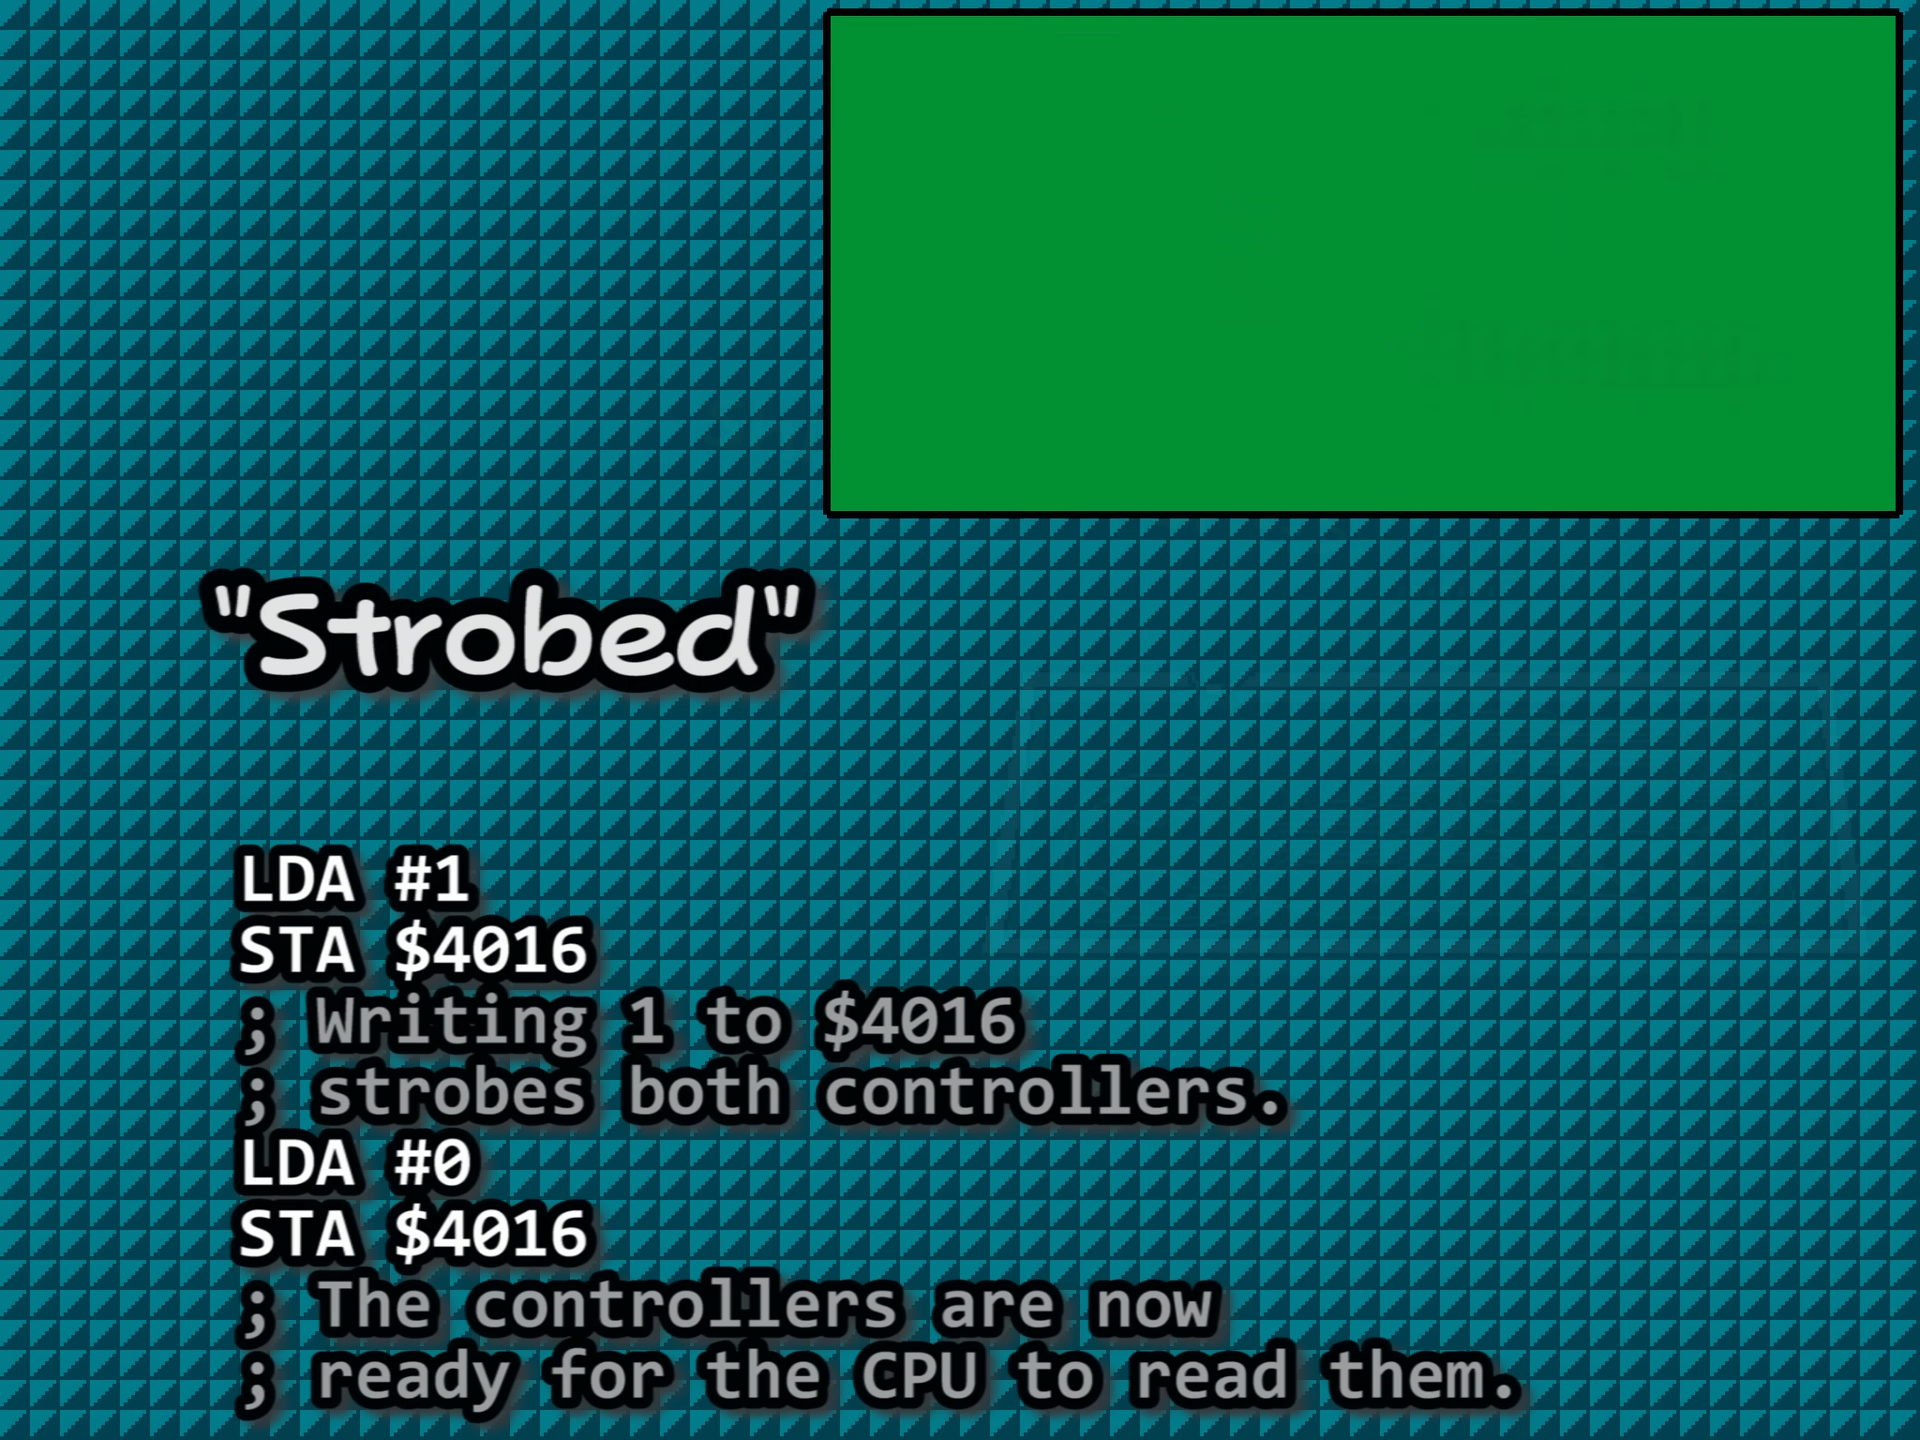 "Strobed"
LDA #1
STA $4016
; Writing 1 to $4016
; strobes both controllers.
LDA #0
STA $4016
; The controllers are now
; ready for the CPU to read them.